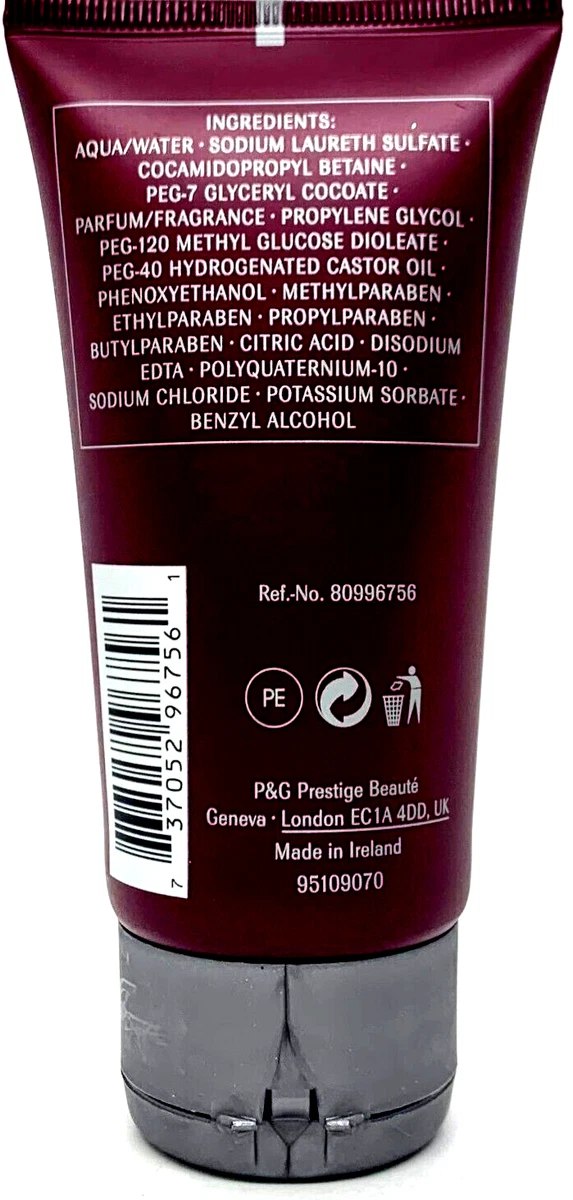 INGREDIENTS:
AQUA/WATER · SODIUM LAURETH SULFATE ·
COCAMIDOPROPYL BETAINE ·
PEG-7 GLYCERYL COCOATE ·
PARFUM/FRAGRANCE · PROPYLENE GLYCOL ·
PEG-120 METHYL GLUCOSE DIOLEATE ·
PEG-40 HYDROGENATED CASTOR OIL ·
PHENOXYETHANOL · METHYLPARABEN ·
ETHYLPARABEN · PROPYLPARABEN ·
BUTYLPARABEN · CITRIC ACID · DISODIUM
EDTA · POLYQUATERNIUM-10 ·
SODIUM CHLORIDE · POTASSIUM SORBATE ·
BENZYL ALCOHOL
Ref.-No. 80996756
7 37052 96756 1
PE
P&G Prestige Beauté
Geneva · London EC1A 4DD, UK
Made in Ireland
95109070